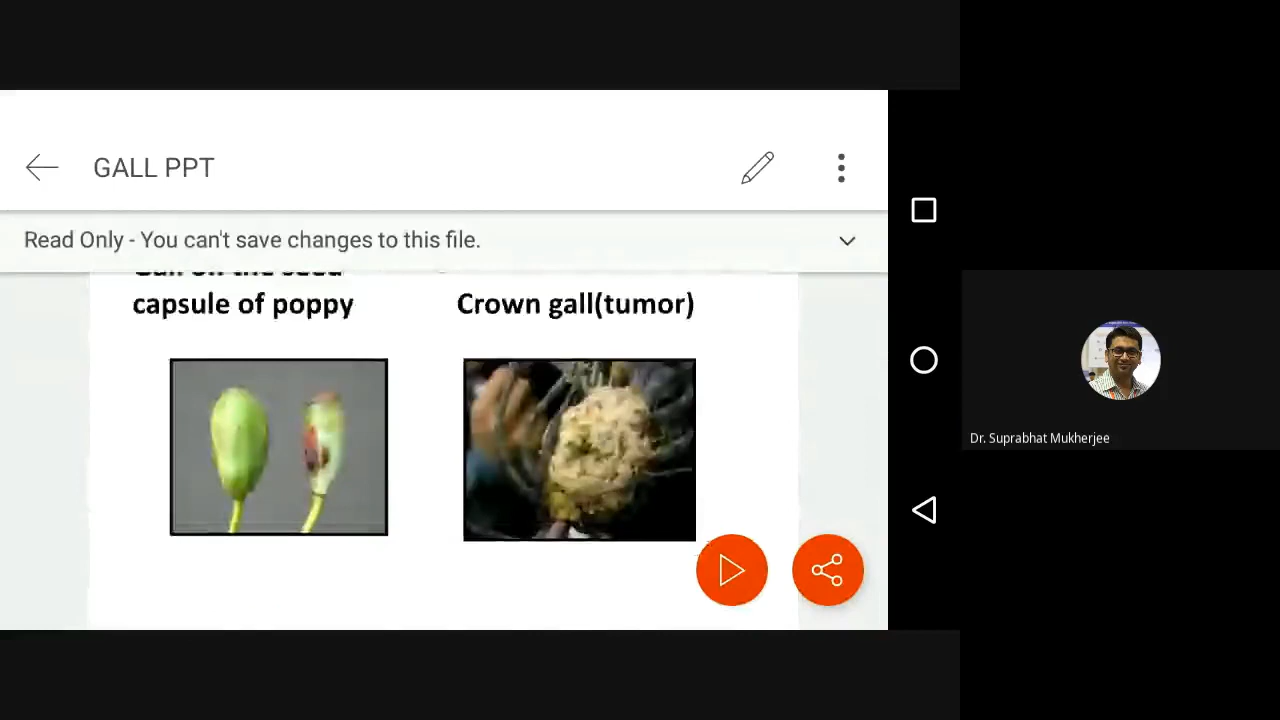 GALL PPT
Read Only - You can't save changes to this file.
capsule of poppy
Crown gall(tumor)
Dr. Suprabhat Mukherjee